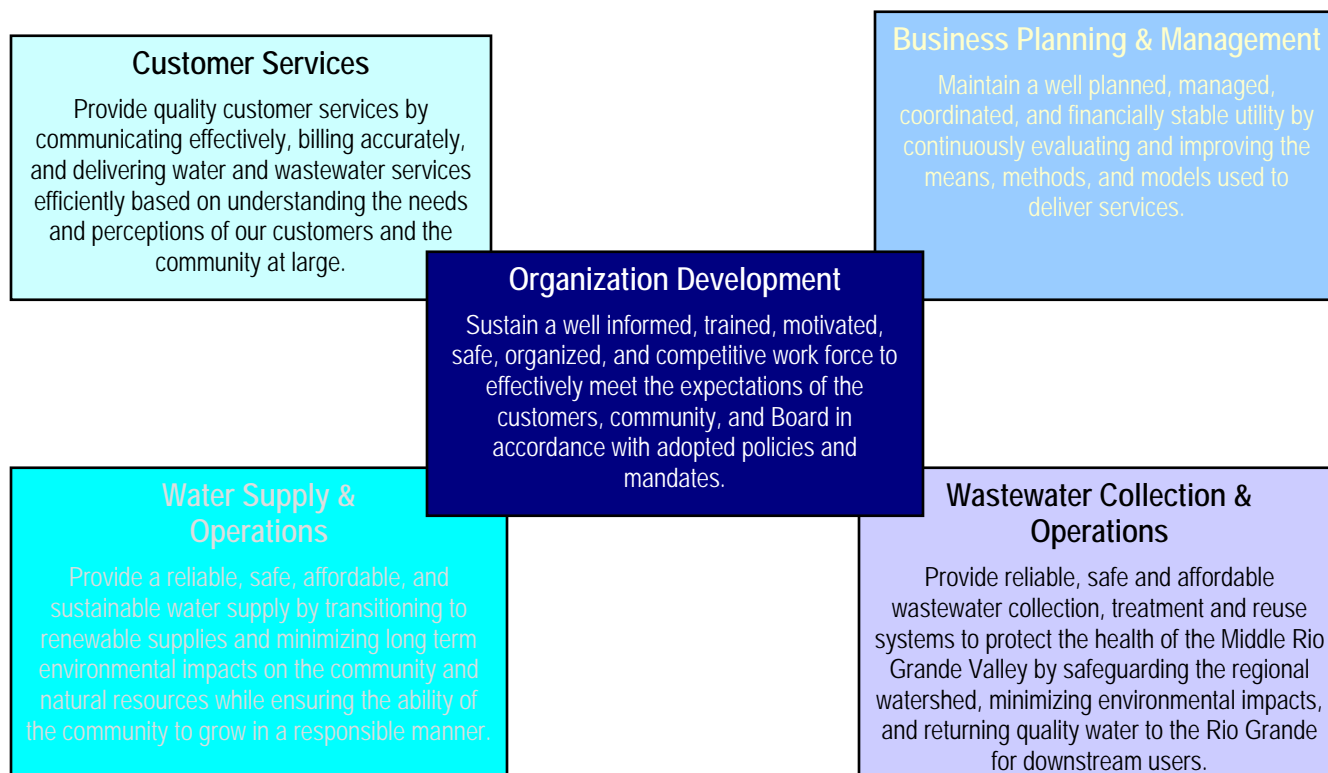 Customer Services
Provide quality customer services by
communicating effectively, billing accurately,
and delivering water and wastewater services
efficiently based on understanding the needs
and perceptions of our customers and the
community at large.
Business Planning & Management
Maintain a well planned, managed,
coordinated, and financially stable utility by
continuously evaluating and improving the
means, methods, and models used to
deliver services.
Organization Development
Sustain a well informed, trained, motivated,
safe, organized, and competitive work force to
effectively meet the expectations of the
customers, community, and Board in
accordance with adopted policies and
mandates.
Water Supply &
Operations
Provide a reliable, safe, affordable, and
sustainable water supply by transitioning to
renewable supplies and minimizing long term
environmental impacts on the community and
natural resources while ensuring the ability of
the community to grow in a responsible manner.
Wastewater Collection &
Operations
Provide reliable, safe and affordable
wastewater collection, treatment and reuse
systems to protect the health of the Middle Rio
Grande Valley by safeguarding the regional
watershed, minimizing environmental impacts,
and returning quality water to the Rio Grande
for downstream users.